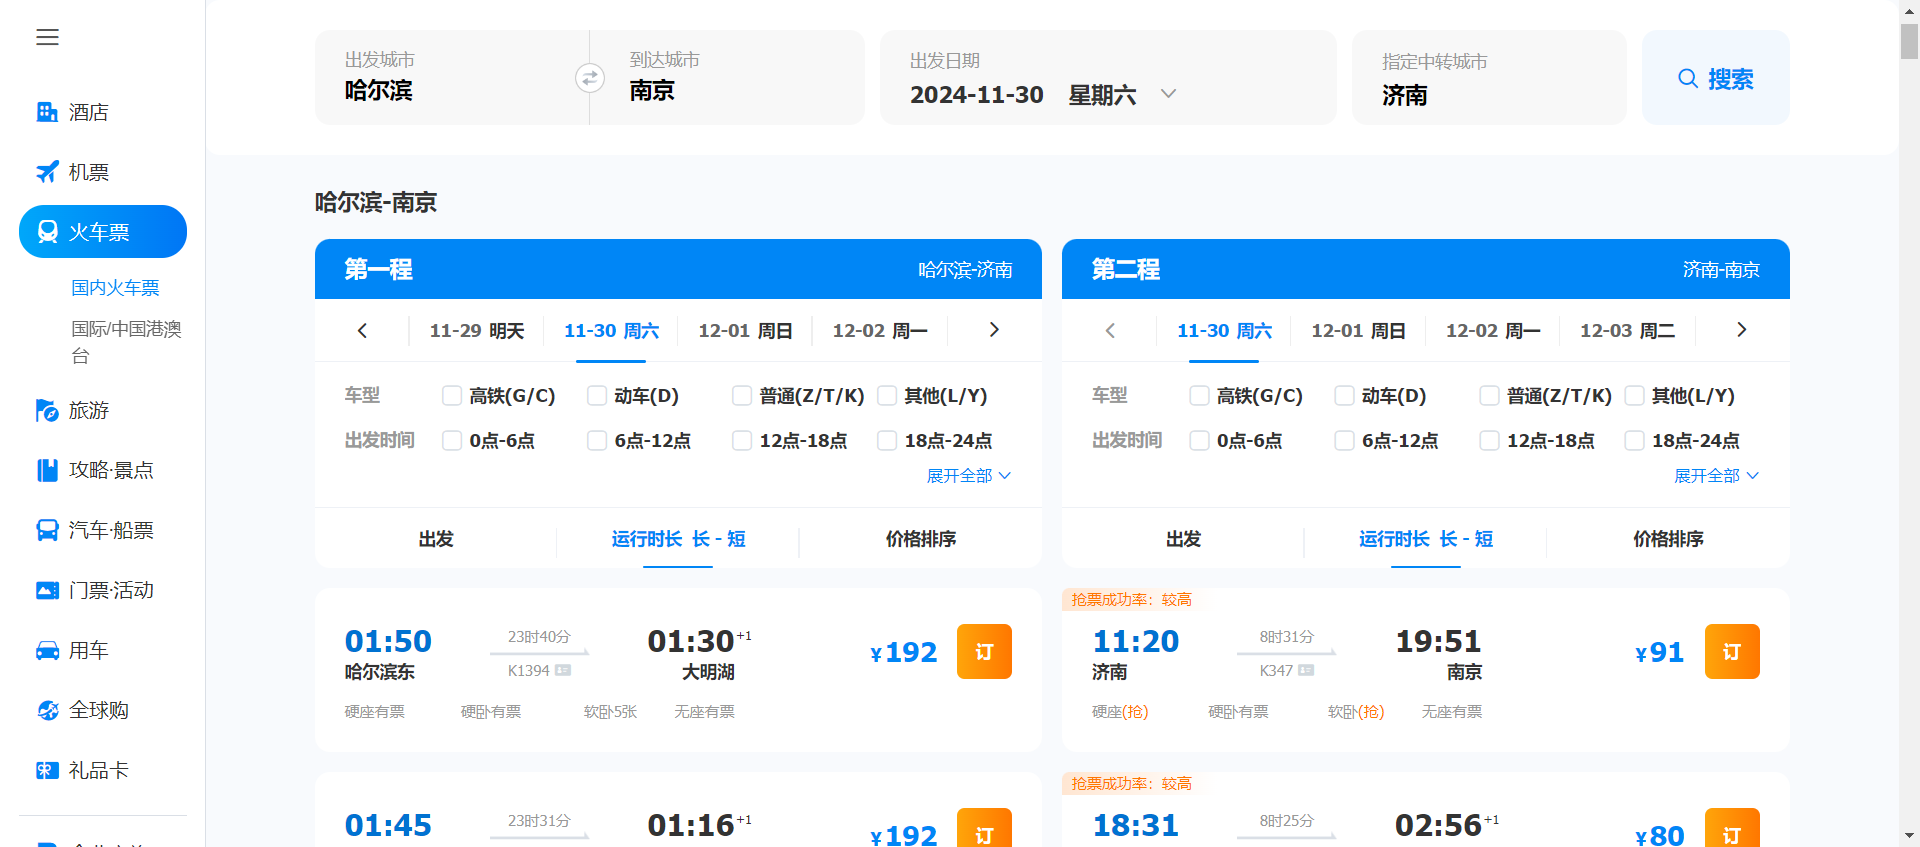 酒店
机票
火车票
国内火车票
国际/中国港澳
台
旅游
攻略·景点
汽车·船票
门票·活动
用车
全球购
礼品卡
出发城市
哈尔滨
到达城市
南京
出发日期
2024-11-30 星期六
指定中转城市
济南
搜索
哈尔滨-南京
第一程 哈尔滨-济南
11-29 明天 11-30 周六 12-01 周日 12-02 周一
车型 高铁(G/C) 动车(D) 普通(Z/T/K) 其他(L/Y)
出发时间 0点-6点 6点-12点 12点-18点 18点-24点
展开全部
出发 运行时长 长 - 短 价格排序
01:50 23时40分 01:30+1
哈尔滨东 K1394 大明湖
¥192 订
硬座有票 硬卧有票 软卧5张 无座有票
01:45 23时31分 01:16+1
¥192 订
第二程 济南-南京
11-30 周六 12-01 周日 12-02 周一 12-03 周二
车型 高铁(G/C) 动车(D) 普通(Z/T/K) 其他(L/Y)
出发时间 0点-6点 6点-12点 12点-18点 18点-24点
展开全部
出发 运行时长 长 - 短 价格排序
抢票成功率：较高
11:20 8时31分 19:51
济南 K347 南京
¥91 订
硬座(抢) 硬卧有票 软卧(抢) 无座有票
抢票成功率：较高
18:31 8时25分 02:56+1
¥80 订